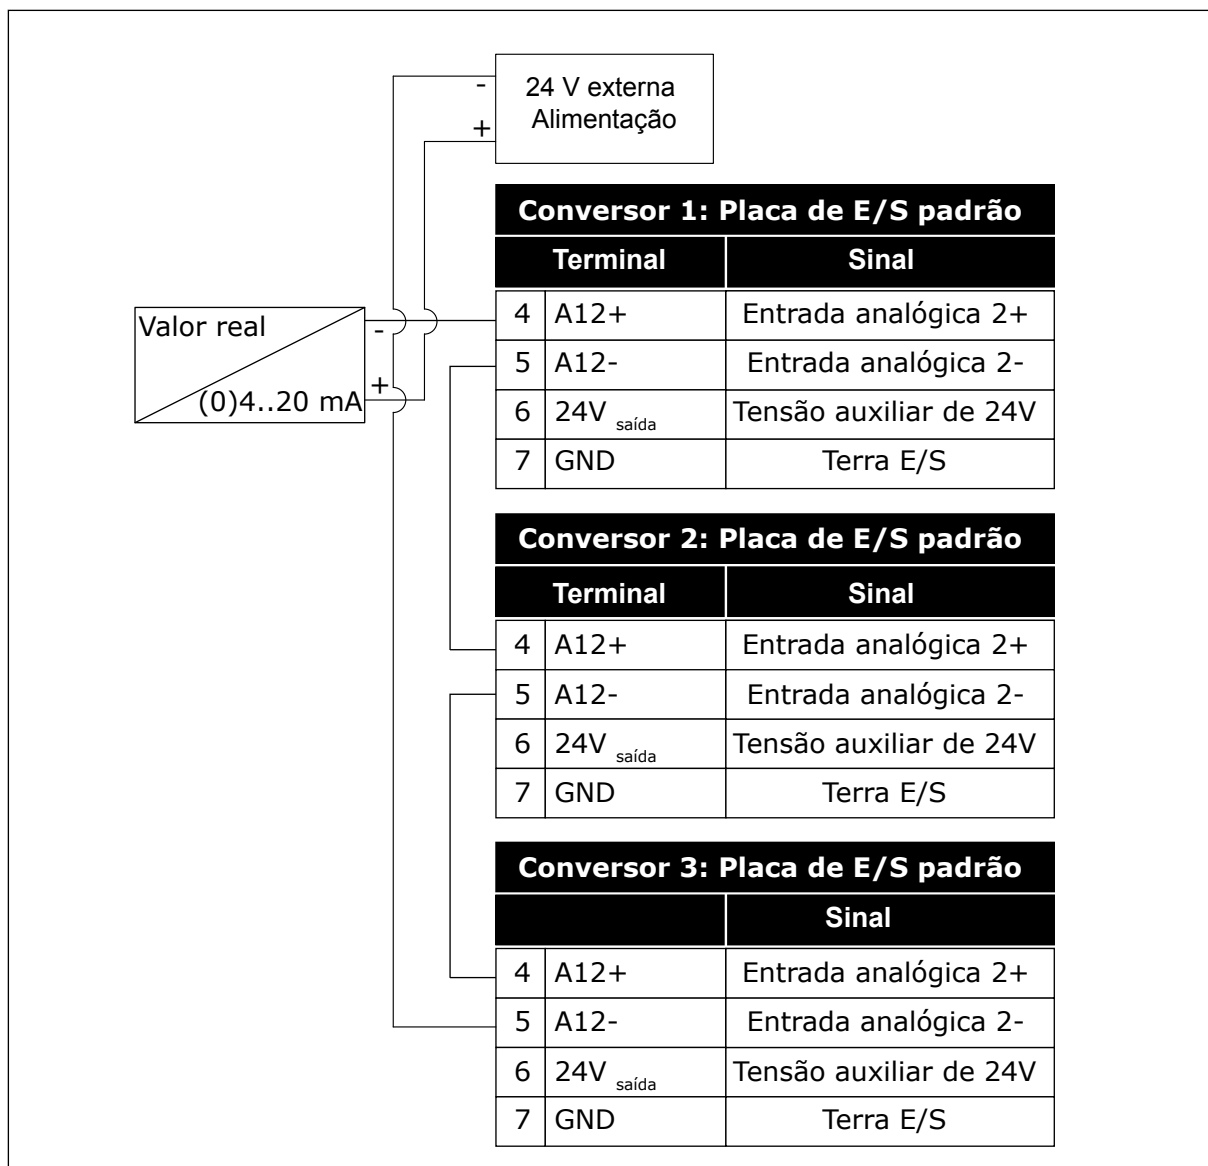 -
24 V externa
Alimentação
+
Conversor 1: Placa de E/S padrão
Terminal Sinal
Valor real
-
+
(0)4..20 mA
4 A12+ Entrada analógica 2+
5 A12- Entrada analógica 2-
6 24V saída Tensão auxiliar de 24V
7 GND Terra E/S
Conversor 2: Placa de E/S padrão
Terminal Sinal
4 A12+ Entrada analógica 2+
5 A12- Entrada analógica 2-
6 24V saída Tensão auxiliar de 24V
7 GND Terra E/S
Conversor 3: Placa de E/S padrão
Sinal
4 A12+ Entrada analógica 2+
5 A12- Entrada analógica 2-
6 24V saída Tensão auxiliar de 24V
7 GND Terra E/S